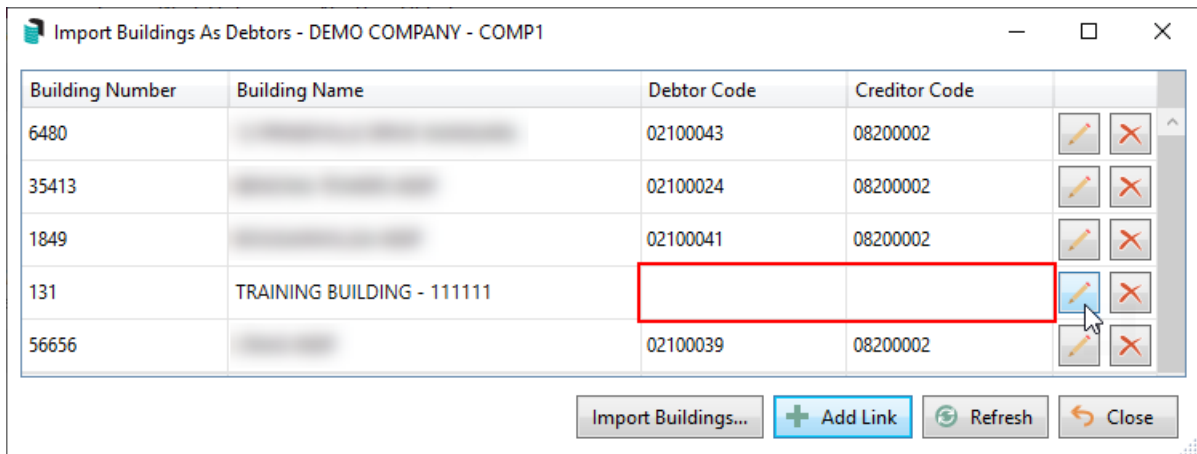 Import Buildings As Debtors - DEMO COMPANY - COMP1
Building Number Building Name Debtor Code Creditor Code
6480 02100043 08200002
35413 02100024 08200002
1849 02100041 08200002
131 TRAINING BUILDING - 111111
56656 02100039 08200002
Import Buildings... Add Link Refresh Close